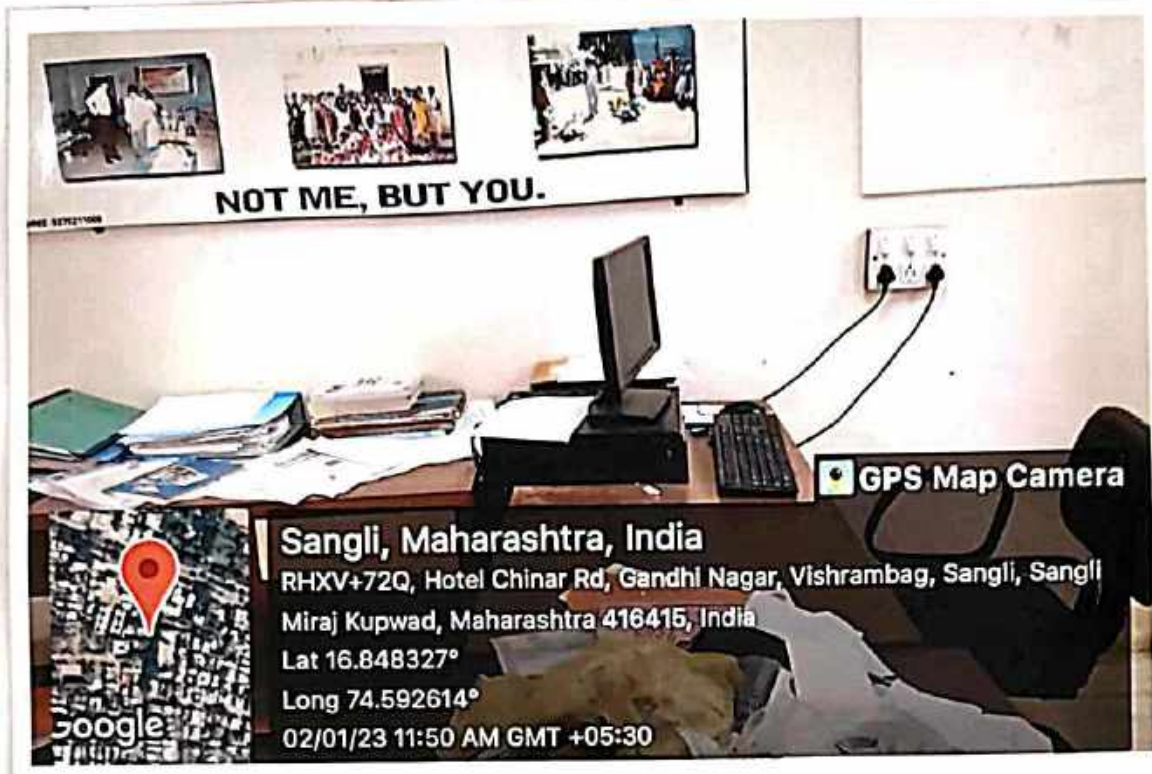 NOT ME, BUT YOU.
GPS Map Camera
Sangli, Maharashtra, India
RHXV+72Q, Hotel Chinar Rd, Gandhi Nagar, Vishrambag, Sangli, Sangli
Miraj Kupwad, Maharashtra 416415, India
Lat 16.848327°
Long 74.592614°
02/01/23 11:50 AM GMT +05:30
Google